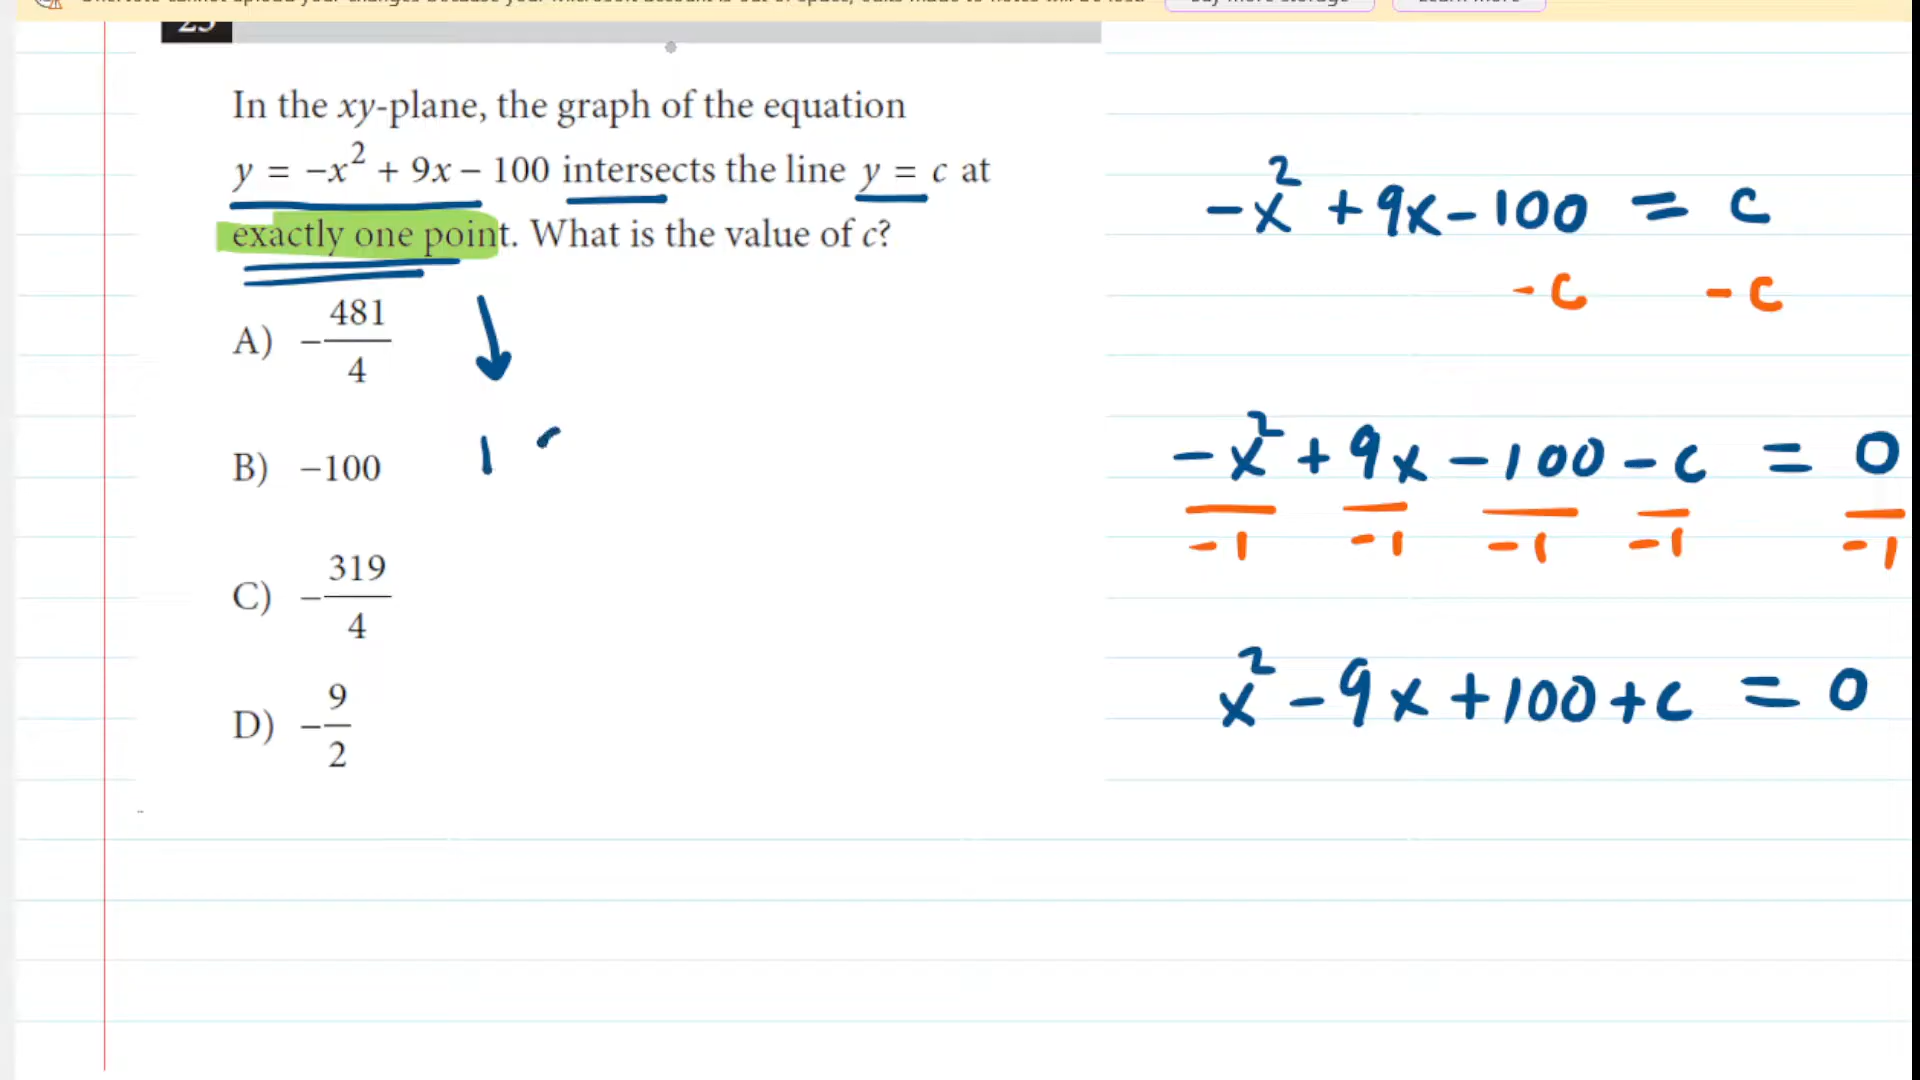 In the xy-plane, the graph of the equation
y = −x² + 9x − 100 intersects the line y = c at
exactly one point. What is the value of c?
A) −481/4
B) −100
C) −319/4
D) −9/2
1
-x² + 9x - 100 = c
- c - c
-x² + 9x - 100 - c = 0
-1 -1 -1 -1 -1
x² - 9x + 100 + c = 0